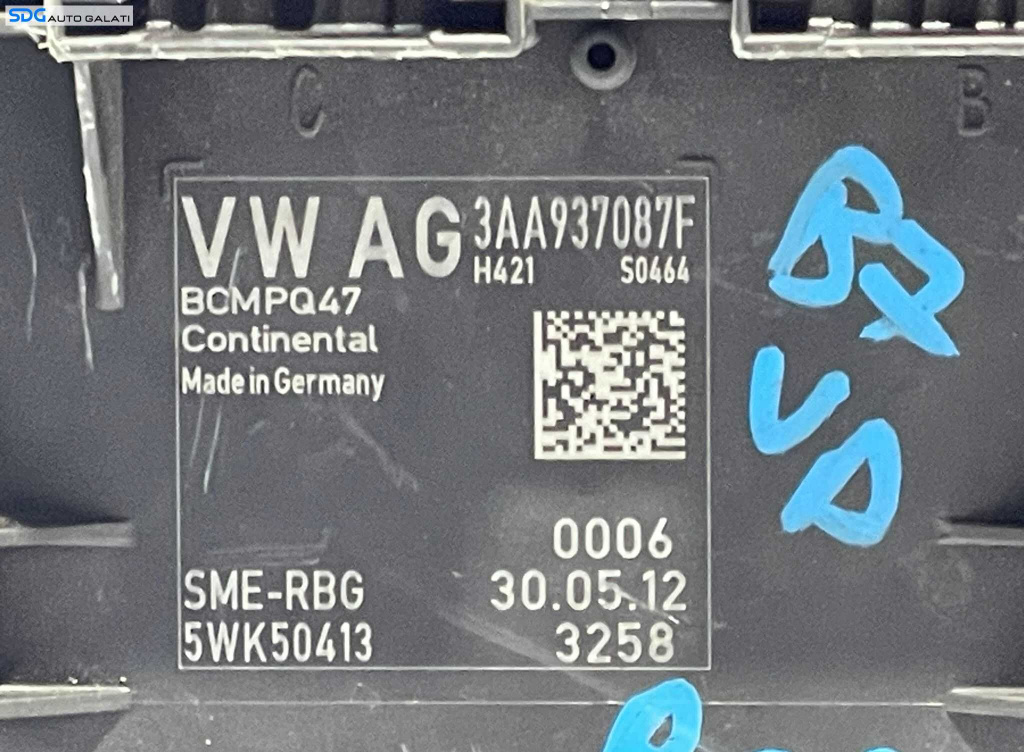 SDG AUTO GALATI
C
B
VW AG 3AA937087F
H421 S0464
BCMPQ47
Continental
Made in Germany
0006
SME-RBG 30.05.12
5WK50413 3258